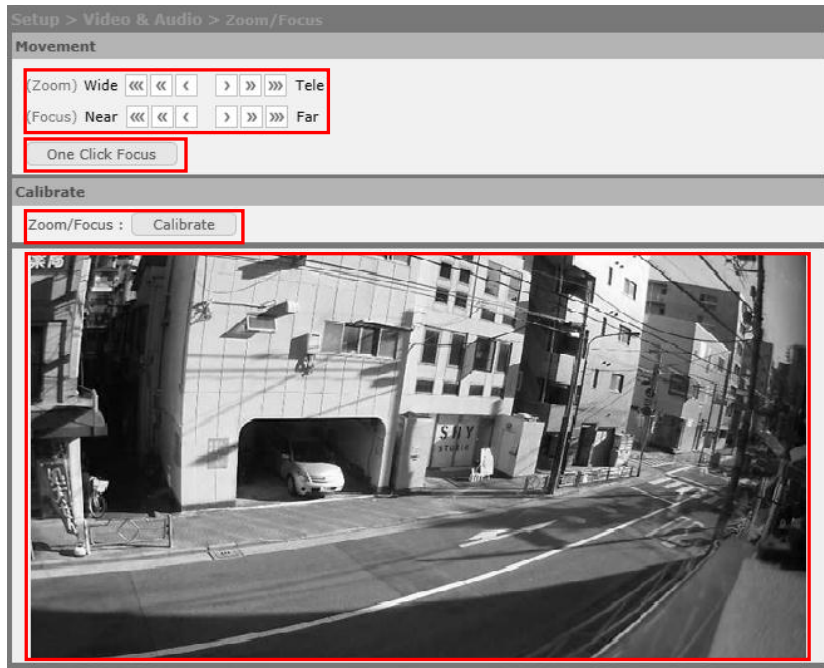 Setup > Video & Audio > Zoom/Focus
Movement
(Zoom) Wide ‹‹‹ ‹‹ ‹ › ›› ››› Tele
(Focus) Near ‹‹‹ ‹‹ ‹ › ›› ››› Far
One Click Focus
Calibrate
Zoom/Focus : Calibrate
SHY
STUDIO